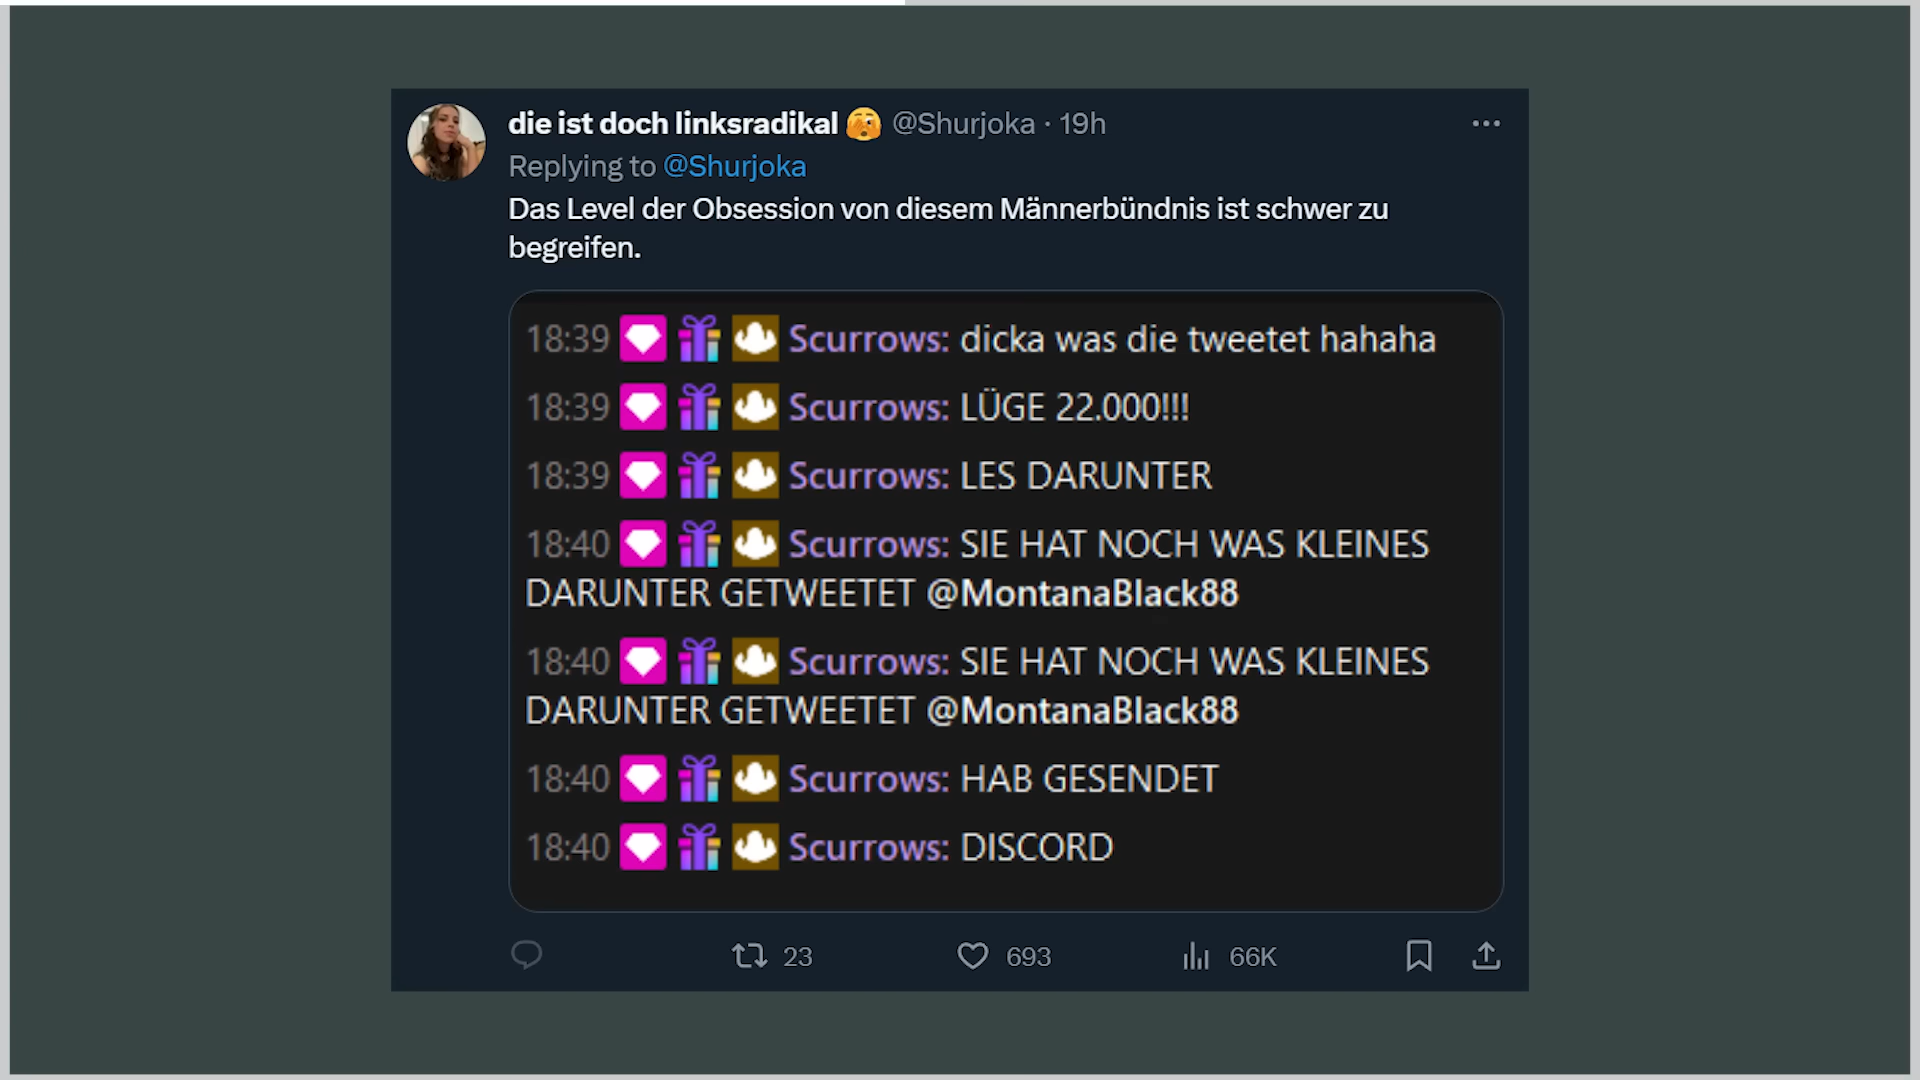 die ist doch linksradikal 🫣 @Shurjoka · 19h
Replying to @Shurjoka
Das Level der Obsession von diesem Männerbündnis ist schwer zu
begreifen.
18:39 Scurrows: dicka was die tweetet hahaha
18:39 Scurrows: LÜGE 22.000!!!
18:39 Scurrows: LES DARUNTER
18:40 Scurrows: SIE HAT NOCH WAS KLEINES
DARUNTER GETWEETET @MontanaBlack88
18:40 Scurrows: SIE HAT NOCH WAS KLEINES
DARUNTER GETWEETET @MontanaBlack88
18:40 Scurrows: HAB GESENDET
18:40 Scurrows: DISCORD
23 693 66K